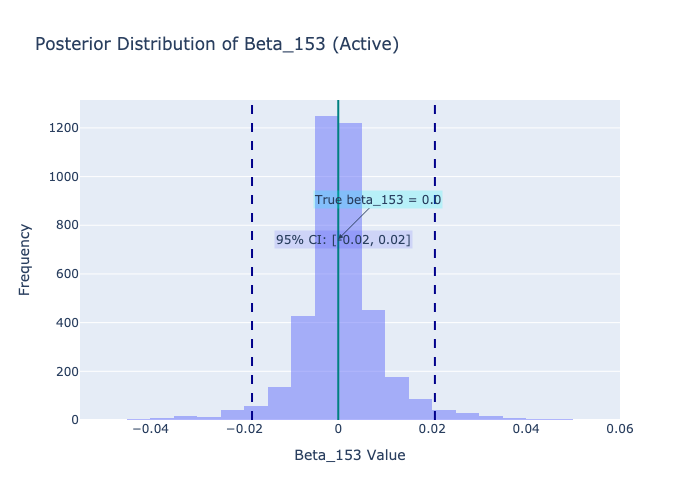 Posterior Distribution of Beta_153 (Active)
1200
1000
800
600
400
200
0
Frequency
True beta_153 = 0.0
95% CI: [-0.02, 0.02]
−0.04
−0.02
0
0.02
0.04
0.06
Beta_153 Value